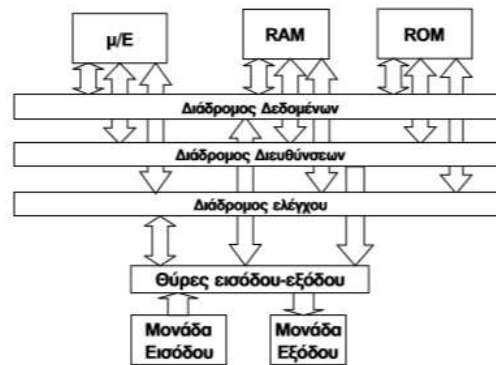 μ/Ε
RAM
ROM
Διάδρομος Δεδομένων
Διάδρομος Διευθύνσεων
Διάδρομος ελέγχου
Θύρες εισόδου-εξόδου
Μονάδα
Εισόδου
Μονάδα
Εξόδου